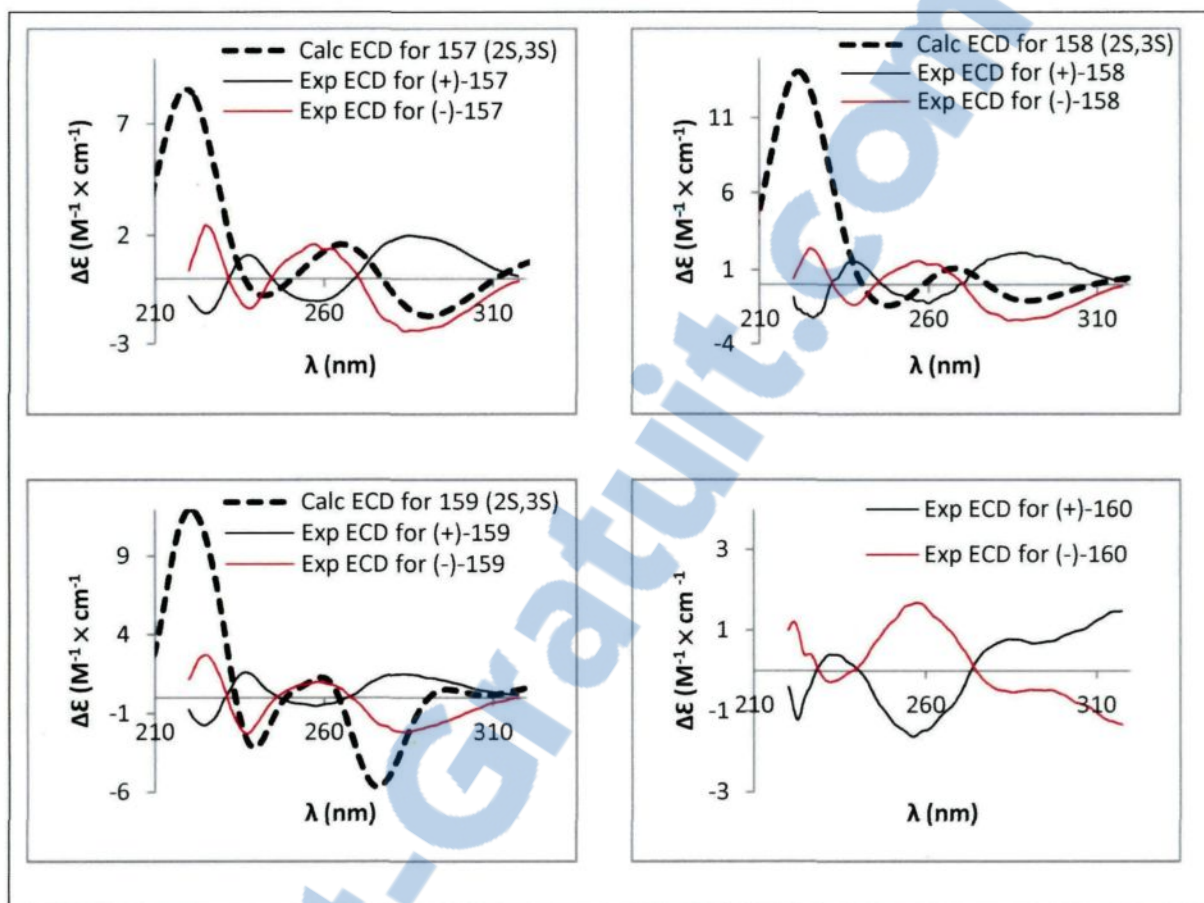 Calc ECD for 157 (2S,3S)
Exp ECD for (+)-157
Exp ECD for (-)-157
7
2
-3
210
260
310
Δε (M⁻¹ × cm⁻¹)
λ (nm)
Calc ECD for 158 (2S,3S)
Exp ECD for (+)-158
Exp ECD for (-)-158
11
6
1
-4
210
260
310
Δε (M⁻¹ × cm⁻¹)
λ (nm)
Calc ECD for 159 (2S,3S)
Exp ECD for (+)-159
Exp ECD for (-)-159
9
4
-1
-6
210
260
310
Δε (M⁻¹ × cm⁻¹)
λ (nm)
Exp ECD for (+)-160
Exp ECD for (-)-160
3
1
-1
-3
210
260
310
Δε (M⁻¹ × cm⁻¹)
λ (nm)
t-Gratuit.com